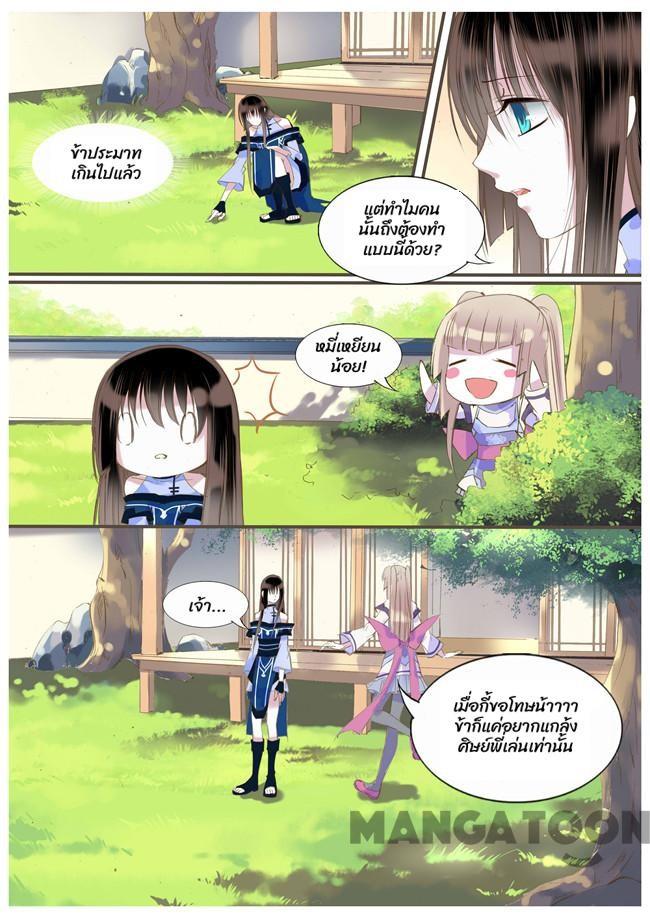 ข้าประมาท
เกินไปแล้ว
แต่ทำไมคน
นั้นถึงต้องทำ
แบบนี้ด้วย?
หมี่เหยียน
น้อย!
เจ้า...
เมื่อกี้ขอโทษน้าาาา
ข้าก็แค่อยากแกล้ง
ศิษย์พี่เล่นเท่านั้น
MANGATOON